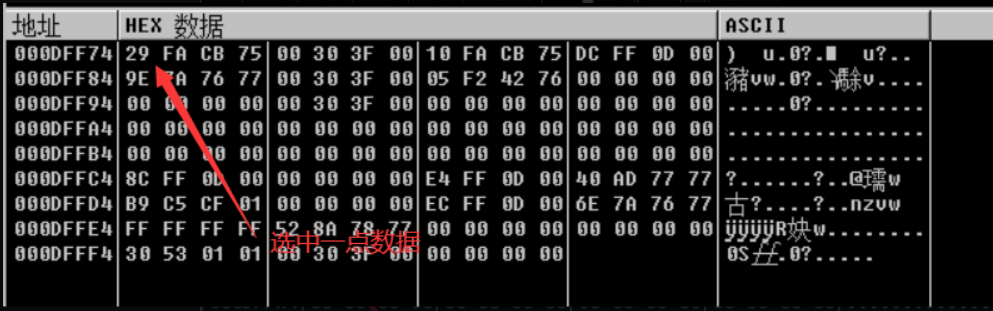 地址 HEX 数据 ASCII
000DFF74 29 FA CB 75 00 30 3F 00 10 FA CB 75 DC FF 0D 00 ) u.0?.■ u?..
000DFF84 9E 7A 76 77 00 30 3F 00 05 F2 42 76 00 00 00 00 vw.0?. v....
000DFF94 00 00 00 00 00 30 3F 00 00 00 00 00 00 00 00 00 .....0?.........
000DFFA4 00 00 00 00 00 00 00 00 00 00 00 00 00 00 00 00 ................
000DFFB4 00 00 00 00 00 00 00 00 00 00 00 00 00 00 00 00 ................
000DFFC4 8C FF 0D 00 00 00 00 00 E4 FF 0D 00 40 AD 77 77 ?......?..@瓀w
000DFFD4 B9 C5 CF 01 00 00 00 00 EC FF 0D 00 6E 7A 76 77 古?....?..nzvw
000DFFE4 FF FF FF FF 52 8A 78 77 00 00 00 00 00 00 00 00 ÿÿÿÿR妜w........
000DFFF4 30 53 01 01 00 30 3F 00 00 00 00 00 0S .0?.....
选中一点数据